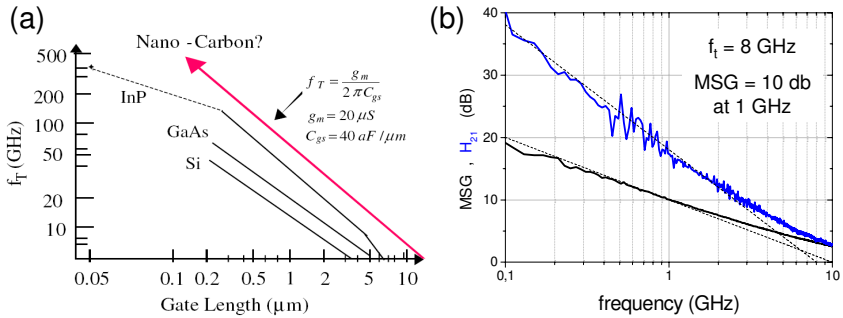 (a)
Nano -Carbon?
f_T = g_m / 2 π C_gs
g_m = 20 μS
C_gs = 40 aF / μm
InP
GaAs
Si
f_T (GHz)
500
200
100
50
20
10
0.05
0.1
0.2
0.5
1
2
5
10
Gate Length (μm)
(b)
f_t = 8 GHz
MSG = 10 db
at 1 GHz
MSG , H_21 (dB)
40
30
20
10
0
0,1
1
10
frequency (GHz)